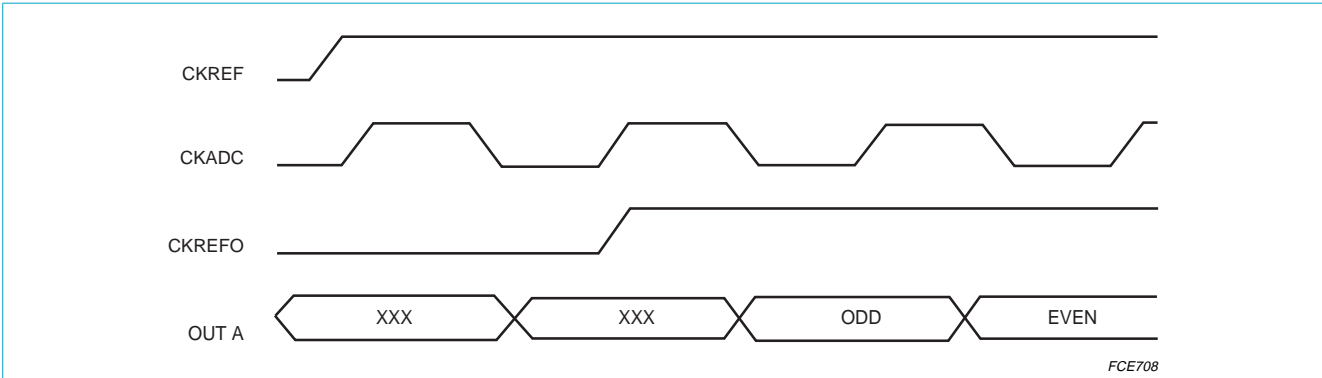 CKREF
CKADC
CKREFO
OUT A XXX XXX ODD EVEN
FCE708